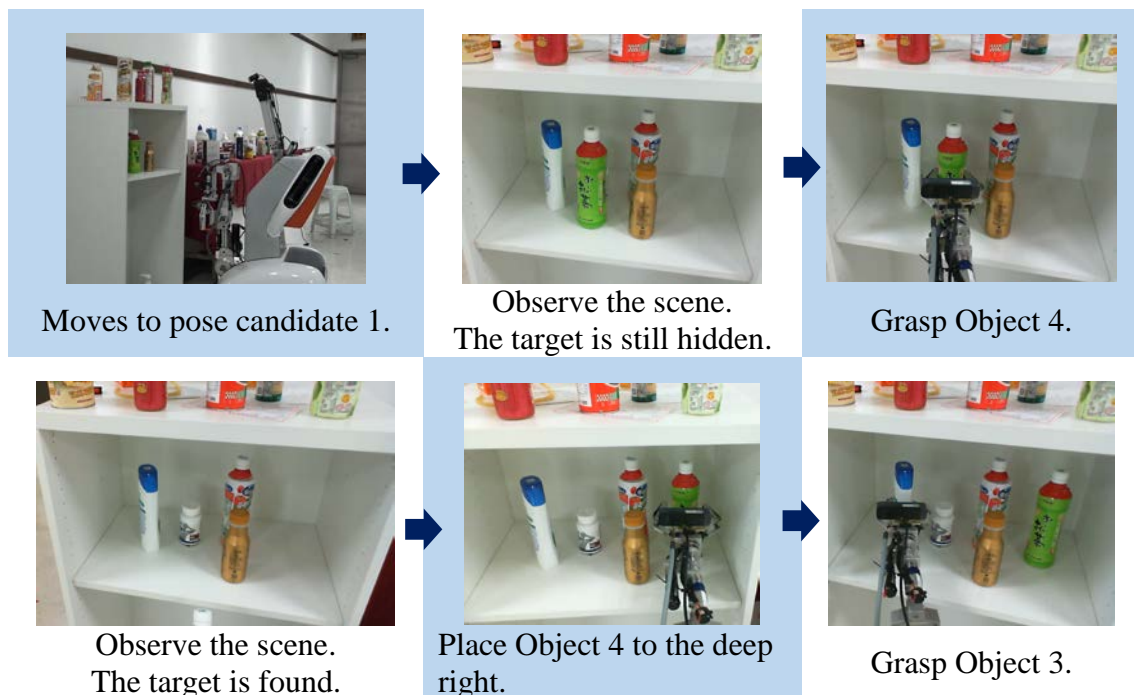 Moves to pose candidate 1.
Observe the scene.
The target is still hidden.
Grasp Object 4.
Observe the scene.
The target is found.
Place Object 4 to the deep
right.
Grasp Object 3.